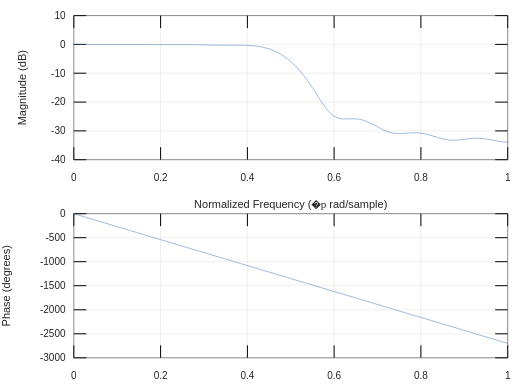 10
0
-10
-20
-30
-40
Magnitude (dB)
0 0.2 0.4 0.6 0.8 1
Normalized Frequency (�p rad/sample)
0
-500
-1000
-1500
-2000
-2500
-3000
Phase (degrees)
0 0.2 0.4 0.6 0.8 1